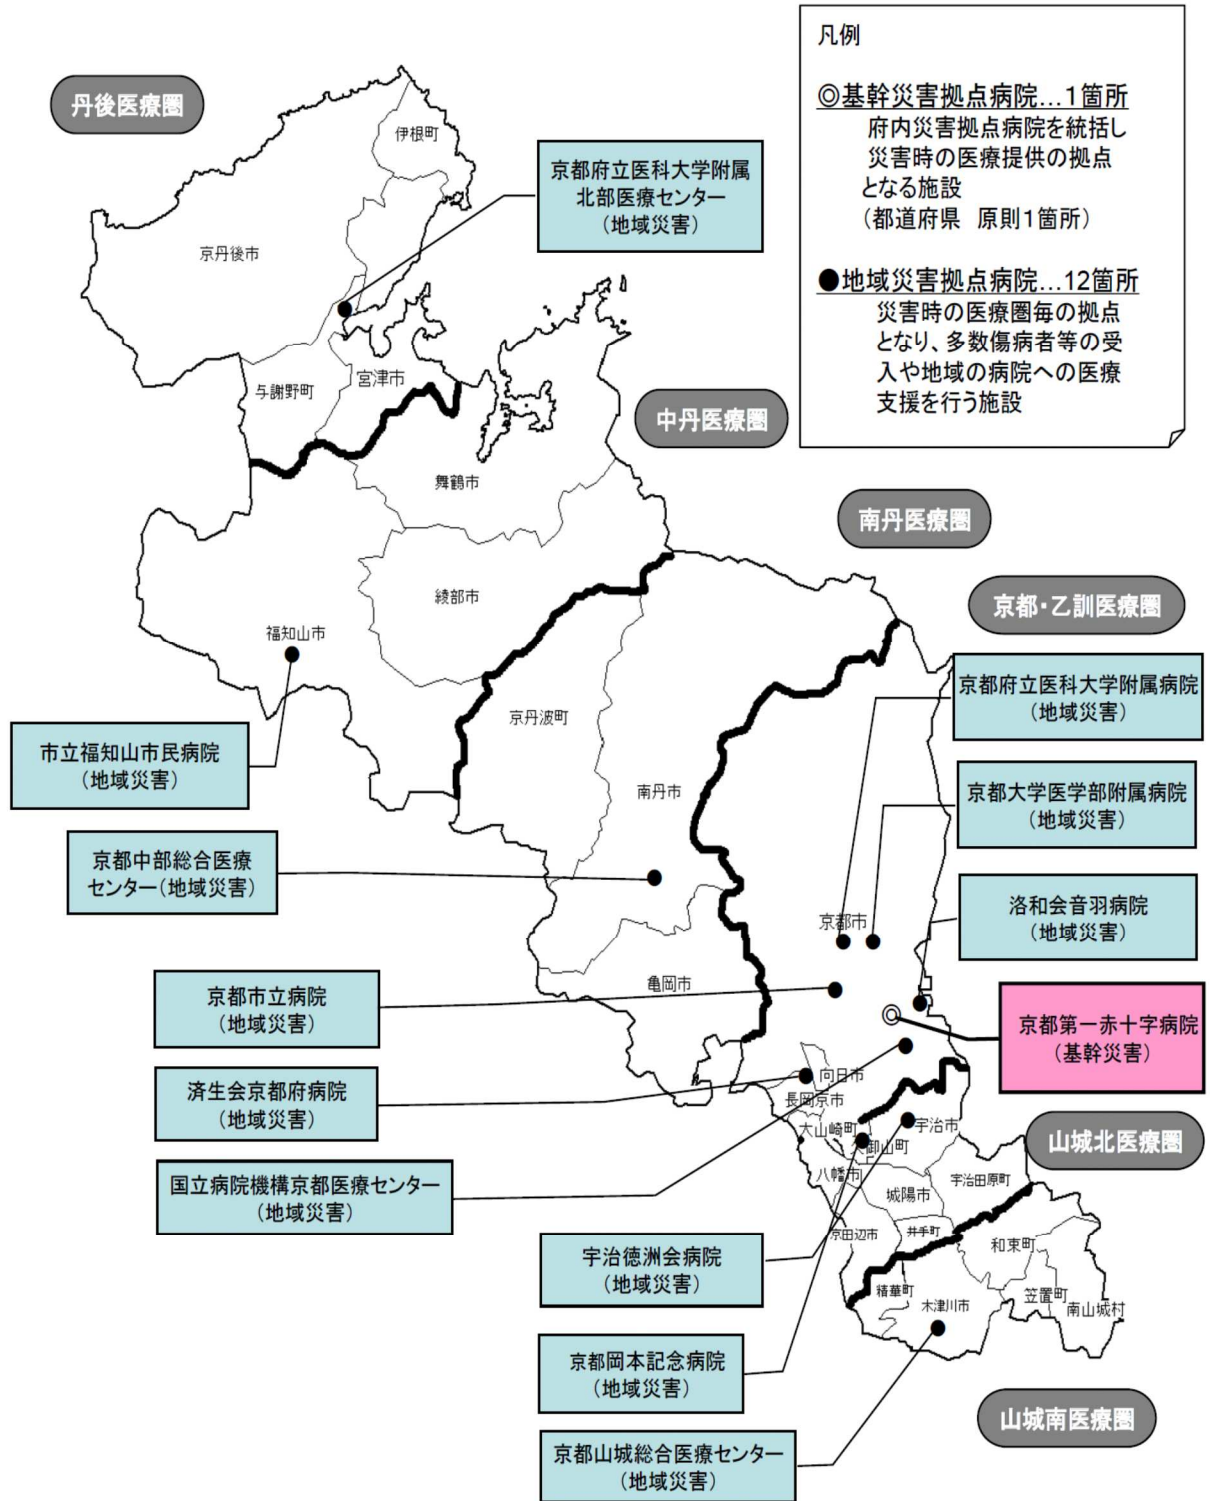 凡例
◎基幹災害拠点病院…1箇所
府内災害拠点病院を統括し
災害時の医療提供の拠点
となる施設
（都道府県　原則1箇所）
●地域災害拠点病院…12箇所
災害時の医療圏毎の拠点
となり、多数傷病者等の受
入や地域の病院への医療
支援を行う施設
丹後医療圏
伊根町
京都府立医科大学附属
北部医療センター
（地域災害）
京丹後市
与謝野町
宮津市
中丹医療圏
舞鶴市
南丹医療圏
綾部市
福知山市
京都・乙訓医療圏
京都府立医科大学附属病院
（地域災害）
京丹波町
市立福知山市民病院
（地域災害）
南丹市
京都大学医学部附属病院
（地域災害）
京都中部総合医療
センター（地域災害）
京都市
洛和会音羽病院
（地域災害）
亀岡市
京都市立病院
（地域災害）
京都第一赤十字病院
（基幹災害）
済生会京都府病院
（地域災害）
向日市
長岡京市
大山崎町
久御山町
宇治市
山城北医療圏
国立病院機構京都医療センター
（地域災害）
八幡市
城陽市
宇治田原町
京田辺市
井手町
和束町
宇治徳洲会病院
（地域災害）
精華町
木津川市
笠置町
南山城村
京都岡本記念病院
（地域災害）
山城南医療圏
京都山城総合医療センター
（地域災害）